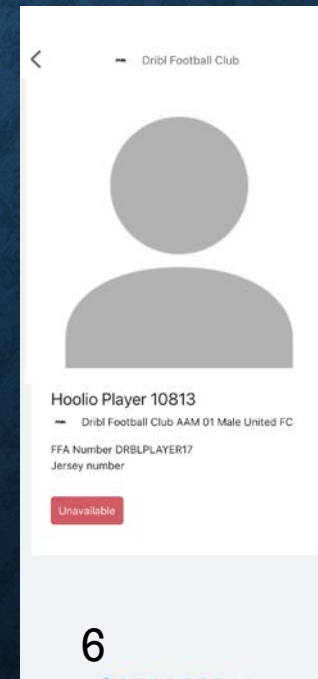 Dribl Football Club
Hoolio Player 10813
Dribl Football Club AAM 01 Male United FC
FFA Number DRBLPLAYER17
Jersey number
Unavailable
6